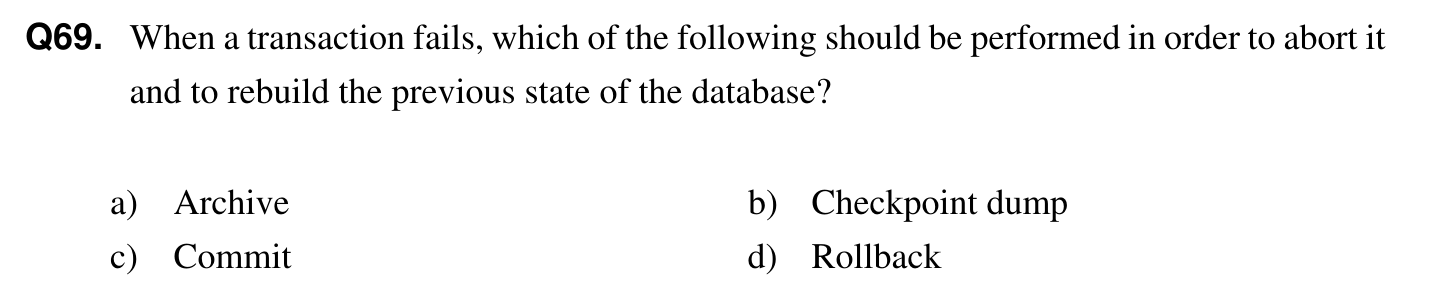 Q69. When a transaction fails, which of the following should be performed in order to abort it
and to rebuild the previous state of the database?
a) Archive b) Checkpoint dump
c) Commit d) Rollback